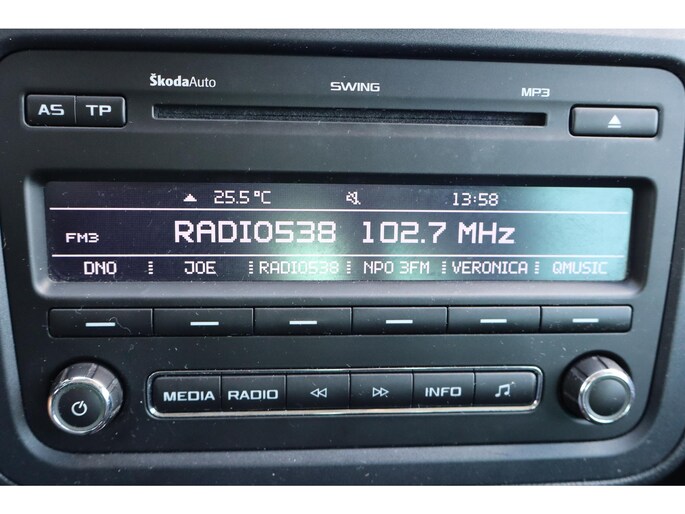 ŠkodaAuto SWING MP3
AS TP
25.5°C 13:58
FM3 RADIO538 102.7 MHz
DNO JOE RADIO538 NPO 3FM VERONICA QMUSIC
MEDIA RADIO INFO